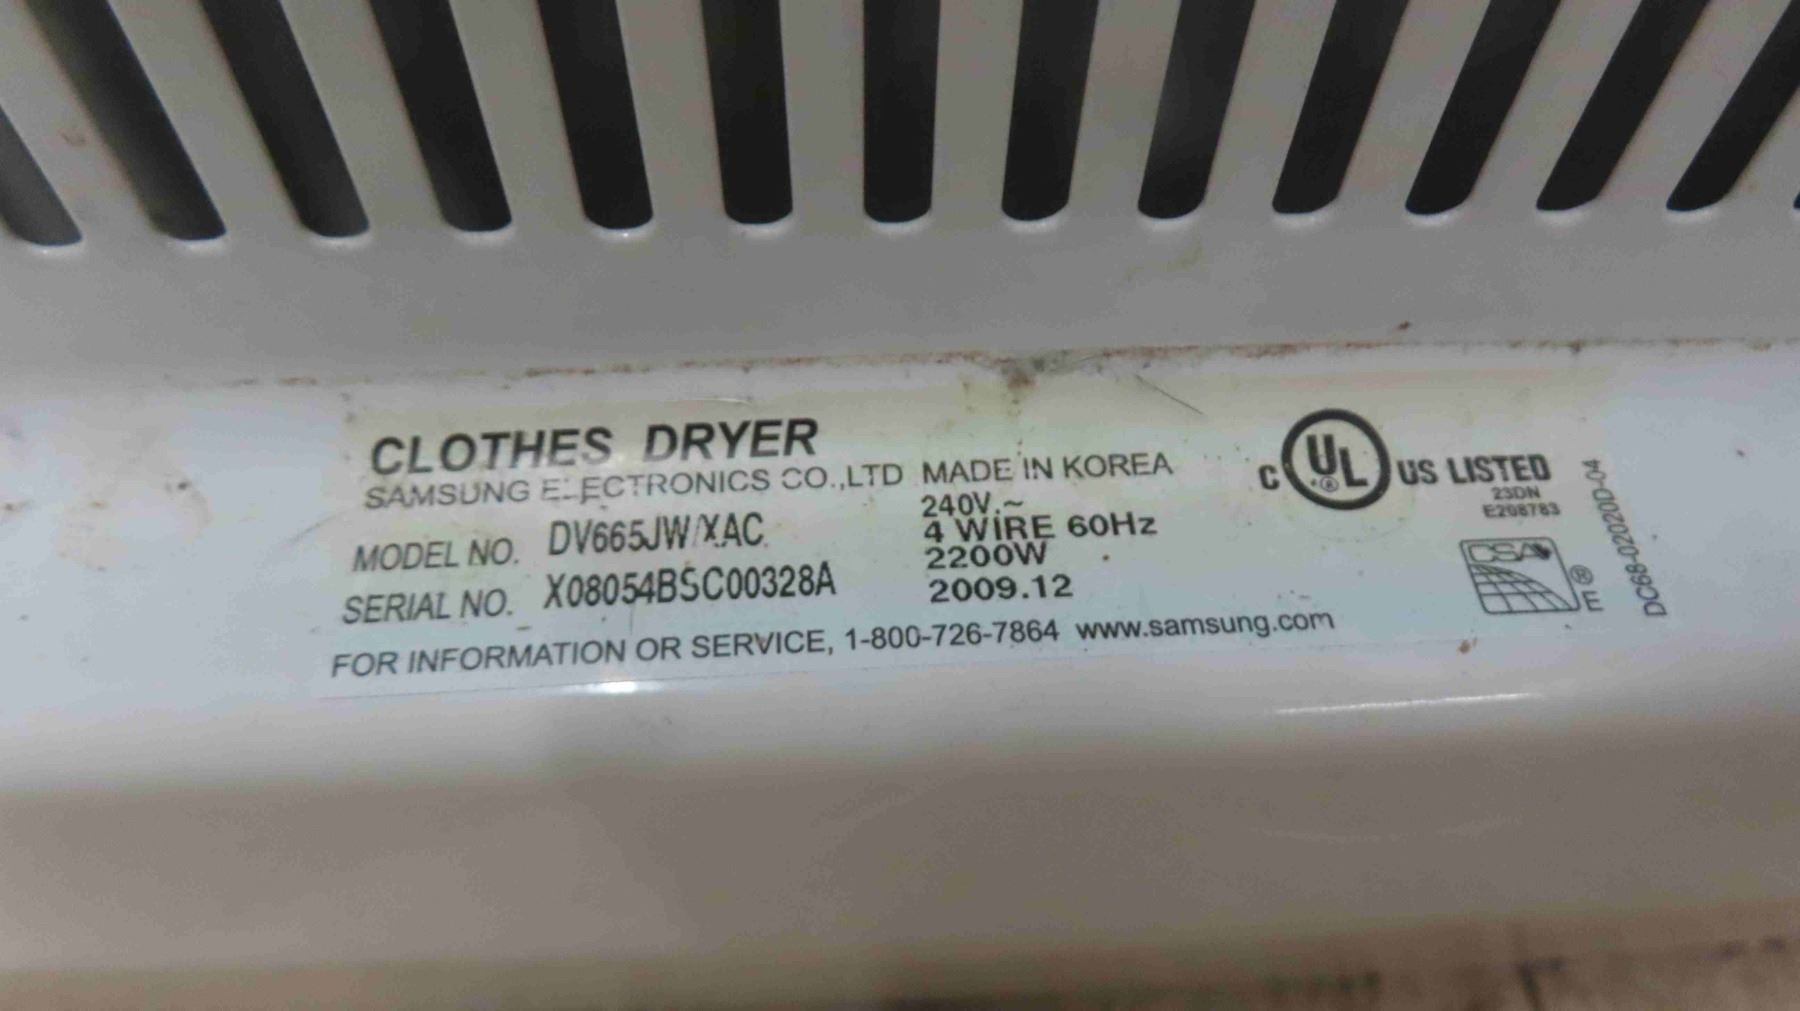 CLOTHES DRYER
SAMSUNG ELECTRONICS CO.,LTD MADE IN KOREA
MODEL NO. DV665JW/XAC
SERIAL NO. X08054BSC00328A
240V.~
4 WIRE 60Hz
2200W
2009.12
FOR INFORMATION OR SERVICE, 1-800-726-7864 www.samsung.com
C UL ® US LISTED
23DN
E208783
CSA ®
E
DC68-02020D-04